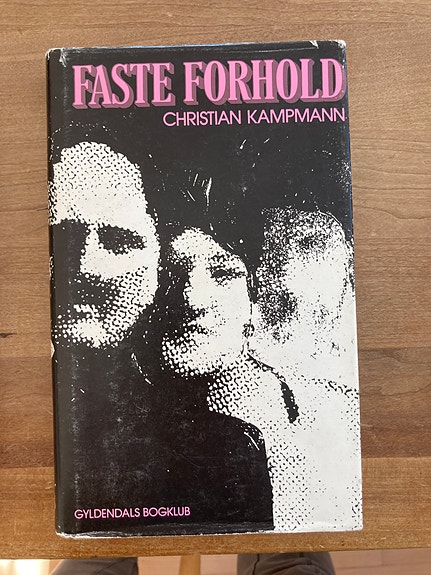 FASTE FORHOLD
CHRISTIAN KAMPMANN
GYLDENDALS BOGKLUB